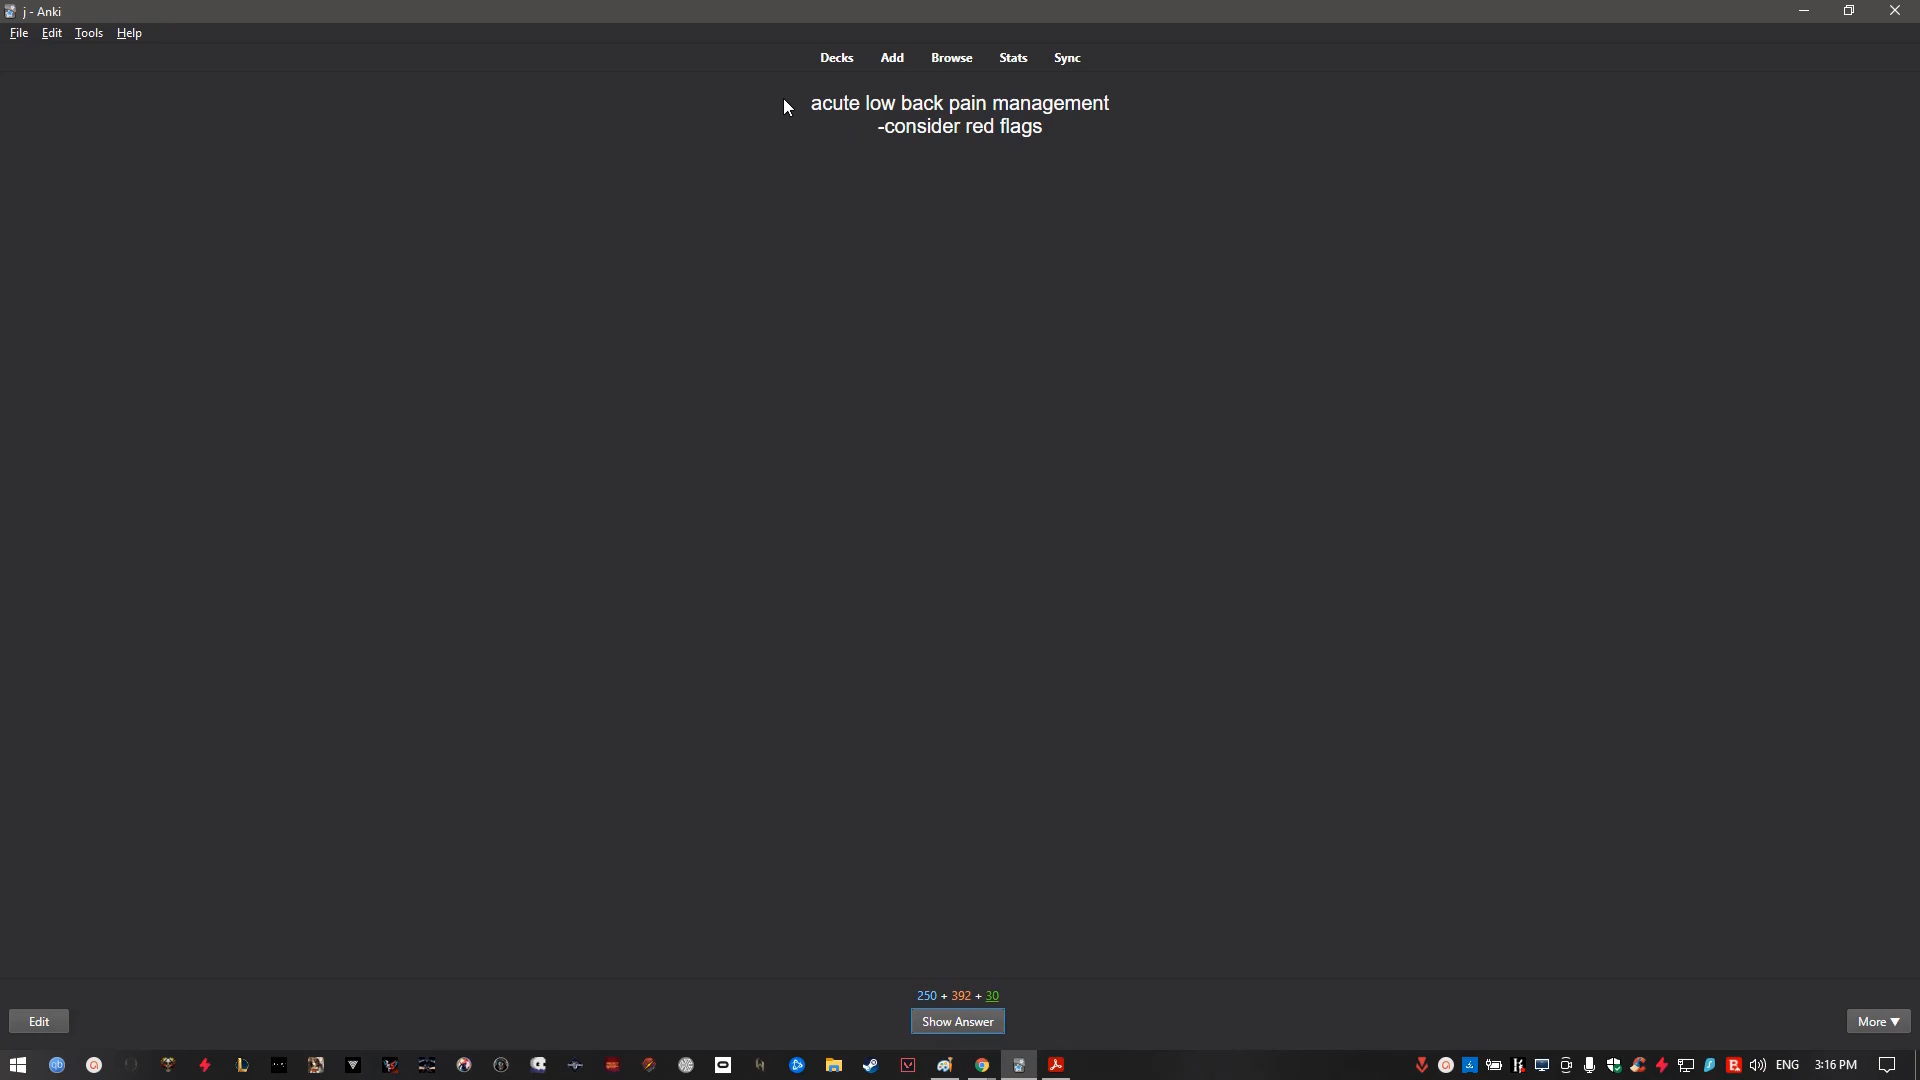 j - Anki
File Edit Tools Help
Decks Add Browse Stats Sync
acute low back pain management
-consider red flags
250 + 392 + 30
Edit Show Answer More ▼
ENG 3:16 PM